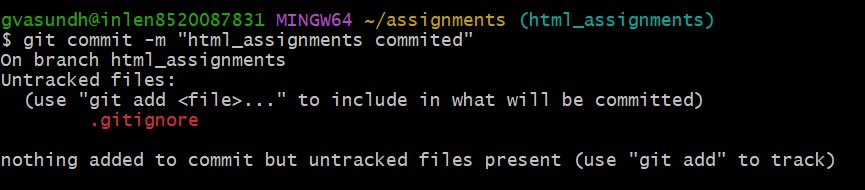 gvasundh@inlen8520087831 MINGW64 ~/assignments (html_assignments)
$ git commit -m "html_assignments commited"
On branch html_assignments
Untracked files:
  (use "git add <file>..." to include in what will be committed)
        .gitignore

nothing added to commit but untracked files present (use "git add" to track)